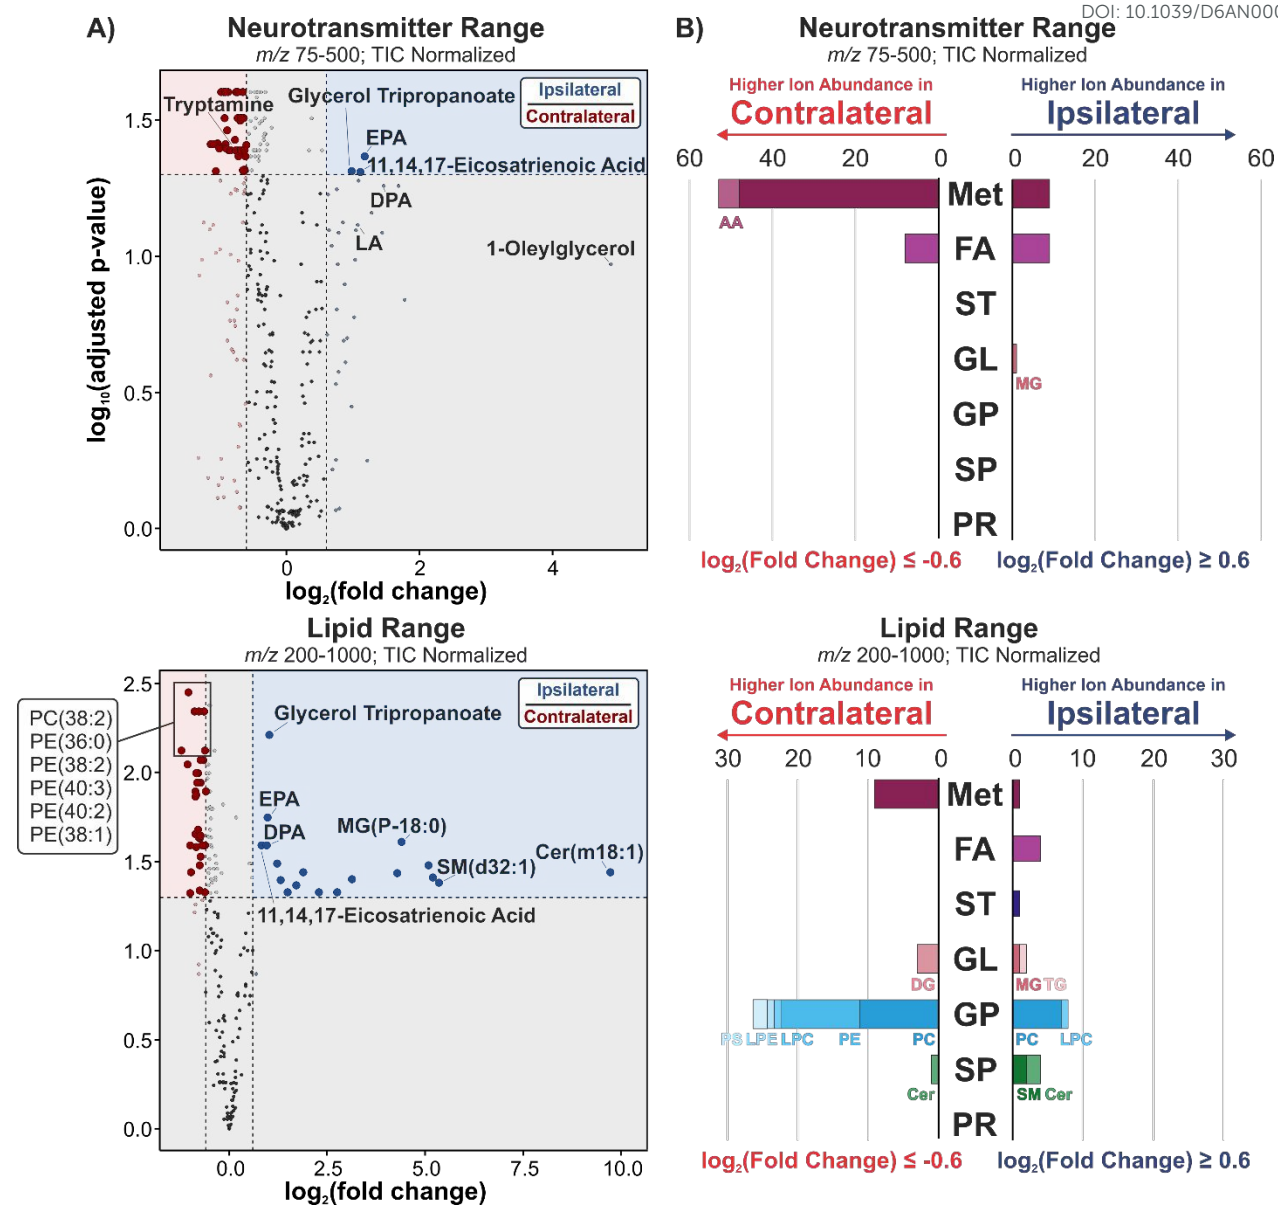 DOI: 10.1039/D6AN000
A)
Neurotransmitter Range
m/z 75-500; TIC Normalized
Ipsilateral
Contralateral
Tryptamine
Glycerol Tripropanoate
EPA
11,14,17-Eicosatrienoic Acid
DPA
LA
1-Oleylglycerol
1.5
1.0
0.5
0.0
log₁₀(adjusted p-value)
0 2 4
log₂(fold change)
B)
Neurotransmitter Range
m/z 75-500; TIC Normalized
Higher Ion Abundance in
Contralateral
Higher Ion Abundance in
Ipsilateral
60 40 20 0 0 20 40 60
Met
AA
FA
ST
GL
MG
GP
SP
PR
log₂(Fold Change) ≤ -0.6
log₂(Fold Change) ≥ 0.6
Lipid Range
m/z 200-1000; TIC Normalized
Ipsilateral
Contralateral
PC(38:2)
PE(36:0)
PE(38:2)
PE(40:3)
PE(40:2)
PE(38:1)
Glycerol Tripropanoate
EPA
DPA
MG(P-18:0)
Cer(m18:1)
SM(d32:1)
11,14,17-Eicosatrienoic Acid
2.5
2.0
1.5
1.0
0.5
0.0
0.0 2.5 5.0 7.5 10.0
log₂(fold change)
Lipid Range
m/z 200-1000; TIC Normalized
Higher Ion Abundance in
Contralateral
Higher Ion Abundance in
Ipsilateral
30 20 10 0 0 10 20 30
Met
FA
ST
GL
DG
MG TG
GP
PS LPE LPC PE PC
PC LPC
SP
Cer
SM Cer
PR
log₂(Fold Change) ≤ -0.6
log₂(Fold Change) ≥ 0.6